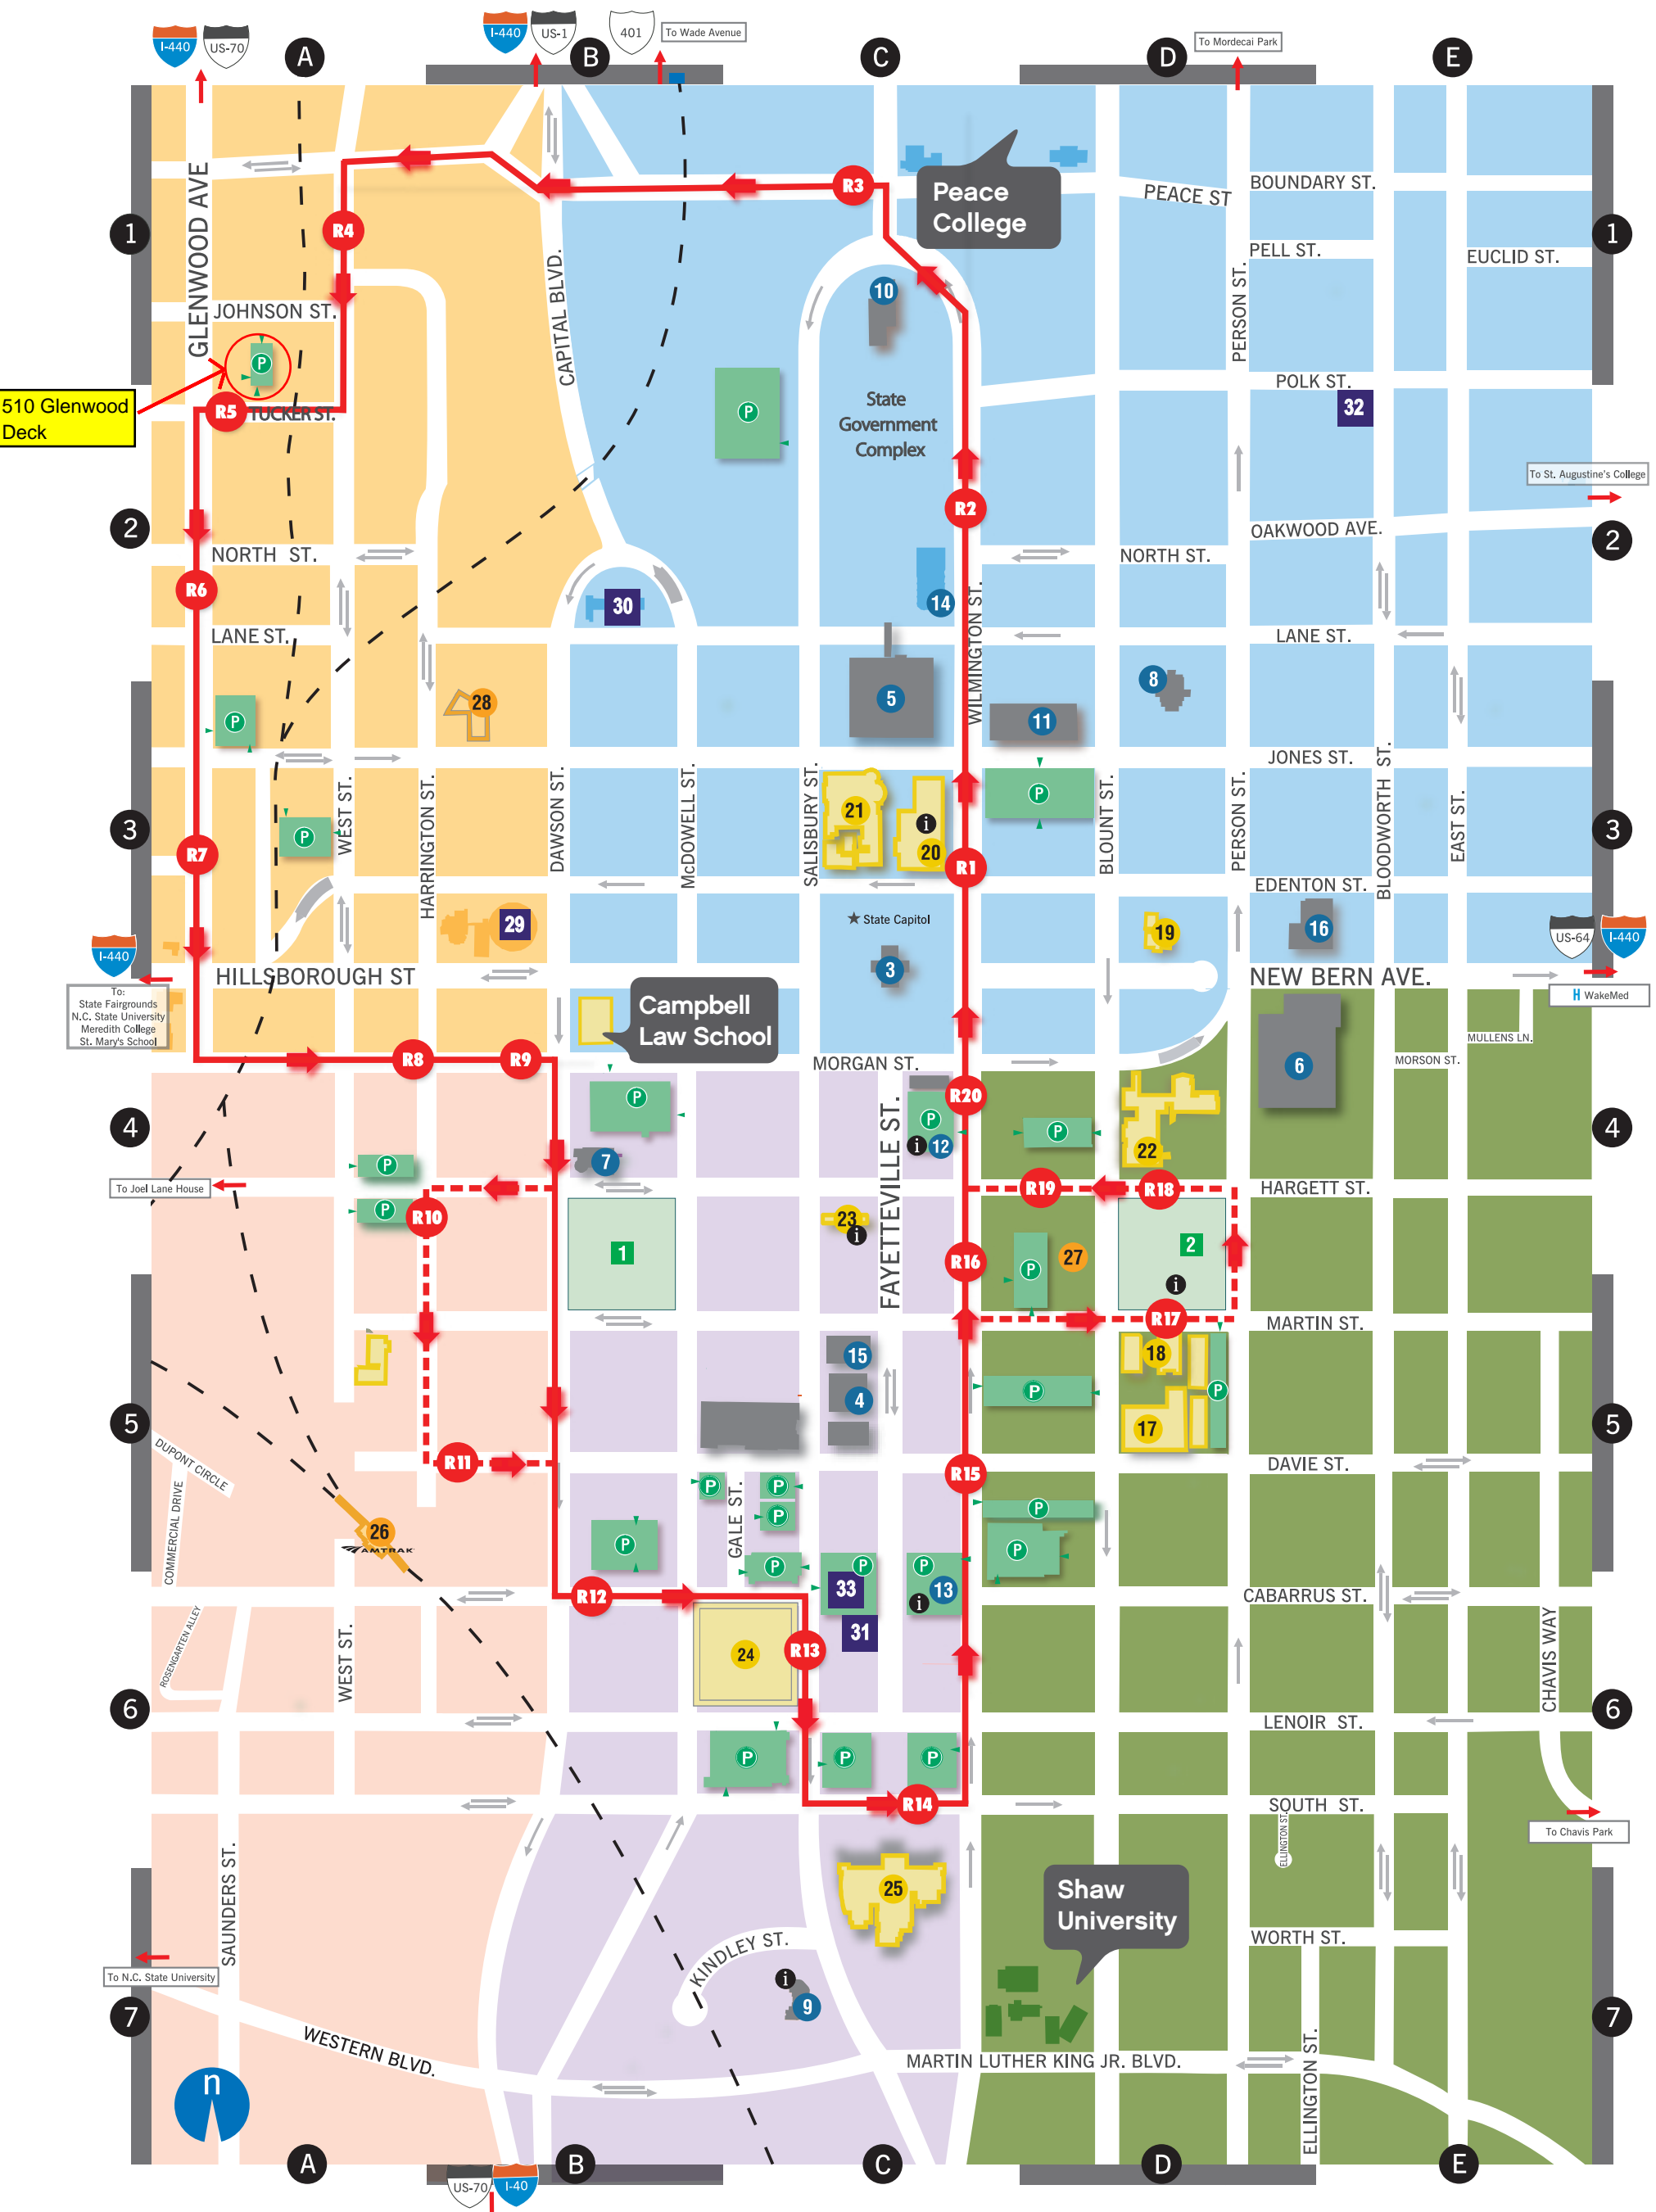 I-440
US-70
A
I-440
US-1
401
To Wade Avenue
B
C
To Mordecai Park
D
E
GLENWOOD AVE
R4
R3
Peace
College
PEACE ST
BOUNDARY ST.
1
PELL ST.
EUCLID ST.
1
JOHNSON ST.
CAPITAL BLVD.
10
PERSON ST.
P
510 Glenwood
Deck
R5
TUCKER ST.
P
State
Government
Complex
POLK ST.
32
To St. Augustine's College
2
R2
OAKWOOD AVE.
2
NORTH ST.
NORTH ST.
R6
30
14
WILMINGTON ST.
LANE ST.
LANE ST.
28
5
8
11
P
JONES ST.
WEST ST.
HARRINGTON ST.
DAWSON ST.
McDOWELL ST.
SALISBURY ST.
BLOUNT ST.
PERSON ST.
BLOODWORTH ST.
EAST ST.
3
P
21
i
20
P
3
R7
R1
EDENTON ST.
29
★ State Capitol
19
16
I-440
3
US-64
I-440
HILLSBOROUGH ST
NEW BERN AVE.
To:
State Fairgrounds
N.C. State University
Meredith College
St. Mary's School
H WakeMed
Campbell
Law School
MULLENS LN.
R8
R9
MORGAN ST.
MORSON ST.
6
4
P
FAYETTEVILLE ST.
R20
P
i
12
P
22
4
P
7
To Joel Lane House
R19
R18
HARGETT ST.
P
R10
1
23
i
R16
P
27
2
i
R17
MARTIN ST.
15
18
4
P
P
5
17
5
DUPONT CIRCLE
R11
R15
DAVIE ST.
COMMERCIAL DRIVE
P
GALE ST.
P
P
P
26
AMTRAK
P
P
P
P
P
33
13
i
R12
CABARRUS ST.
ROSENGARTEN ALLEY
WEST ST.
31
24
R13
CHAVIS WAY
6
6
LENOIR ST.
P
P
P
R14
SOUTH ST.
ELLINGTON ST.
To Chavis Park
SAUNDERS ST.
25
Shaw
University
KINDLEY ST.
WORTH ST.
To N.C. State University
i
9
7
7
WESTERN BLVD.
MARTIN LUTHER KING JR. BLVD.
ELLINGTON ST.
n
A
B
C
D
E
US-70
I-40